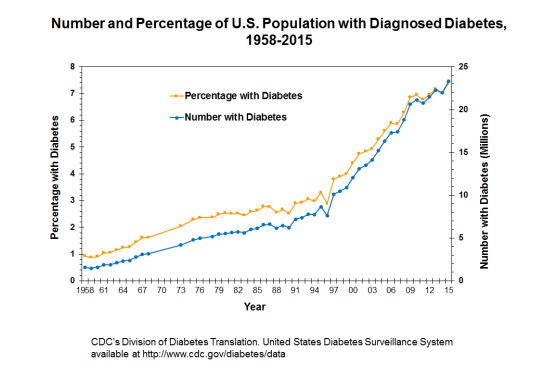 Number and Percentage of U.S. Population with Diagnosed Diabetes,
1958-2015
8
7
6
5
4
3
2
1
0
Percentage with Diabetes
25
20
15
10
5
0
Number with Diabetes (Millions)
Percentage with Diabetes
Number with Diabetes
1958 61 64 67 70 73 76 79 82 85 88 91 94 97 00 03 06 09 12 15
Year
CDC's Division of Diabetes Translation. United States Diabetes Surveillance System
available at http://www.cdc.gov/diabetes/data